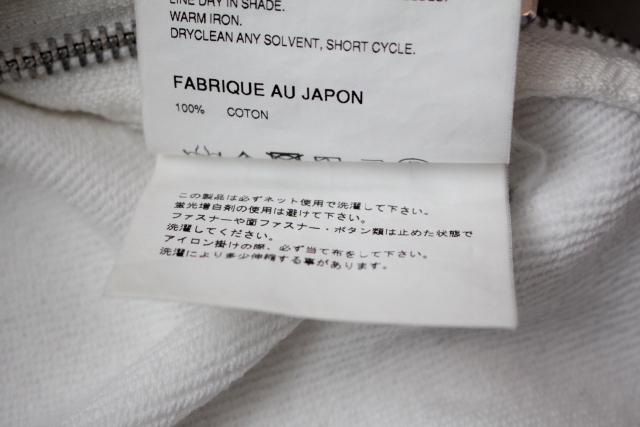 LINE DRY IN SHADE.
WARM IRON.
DRYCLEAN ANY SOLVENT, SHORT CYCLE.
FABRIQUE AU JAPON
100% COTON
この製品は必ずネット使用で洗濯して下さい。
蛍光増白剤の使用は避けて下さい。
ファスナーや面ファスナー・ボタン類は止めた状態で
洗濯してください。
アイロン掛けの際、必ず当て布をして下さい。
洗濯により多少伸縮する事があります。